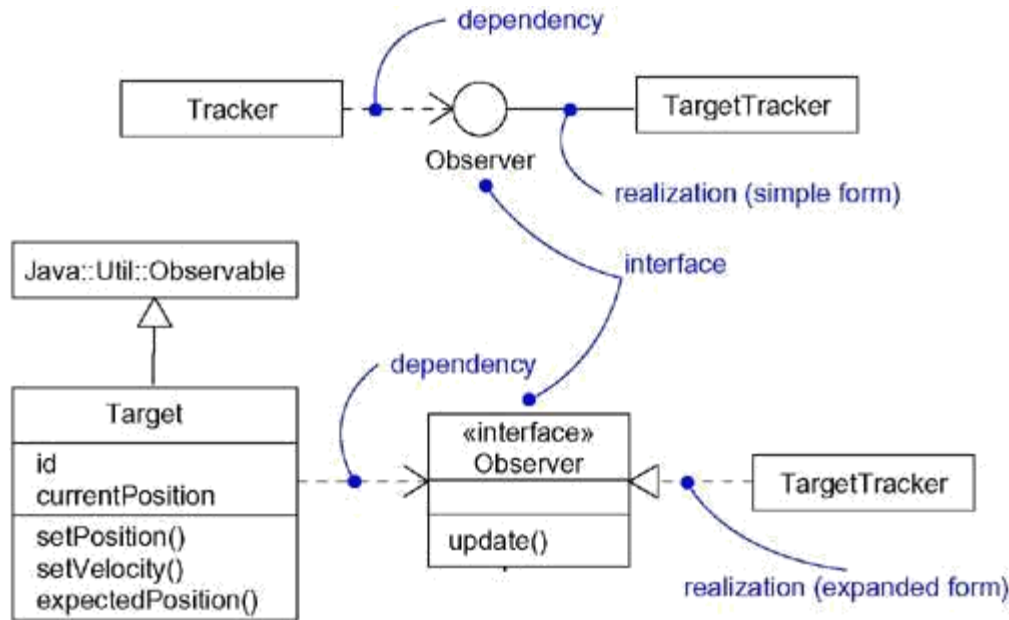 dependency
Tracker
TargetTracker
Observer
realization (simple form)
Java::Util::Observable
interface
dependency
Target
id
currentPosition
setPosition()
setVelocity()
expectedPosition()
«interface»
Observer
update()
TargetTracker
realization (expanded form)